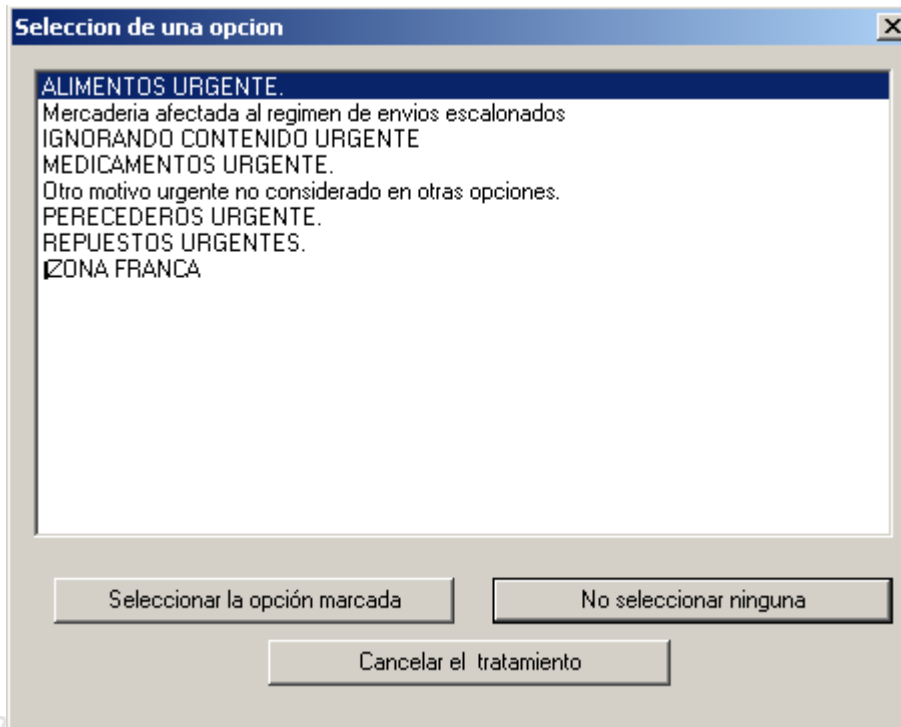 Seleccion de una opcion
ALIMENTOS URGENTE.
Mercaderia afectada al regimen de envios escalonados
IGNORANDO CONTENIDO URGENTE
MEDICAMENTOS URGENTE.
Otro motivo urgente no considerado en otras opciones.
PERECEDEROS URGENTE.
REPUESTOS URGENTES.
ZONA FRANCA
Seleccionar la opción marcada
No seleccionar ninguna
Cancelar el tratamiento